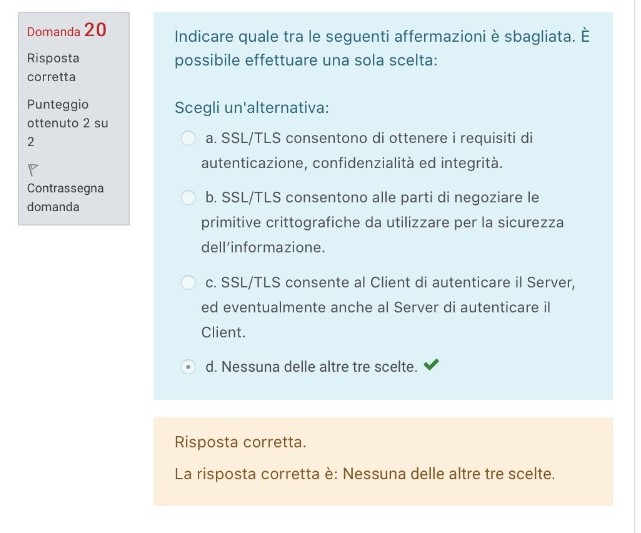 Domanda 20
Risposta
corretta
Punteggio
ottenuto 2 su
2
Contrassegna
domanda
Indicare quale tra le seguenti affermazioni è sbagliata. È
possibile effettuare una sola scelta:
Scegli un'alternativa:
a. SSL/TLS consentono di ottenere i requisiti di
autenticazione, confidenzialità ed integrità.
b. SSL/TLS consentono alle parti di negoziare le
primitive crittografiche da utilizzare per la sicurezza
dell’informazione.
c. SSL/TLS consente al Client di autenticare il Server,
ed eventualmente anche al Server di autenticare il
Client.
d. Nessuna delle altre tre scelte.
Risposta corretta.
La risposta corretta è: Nessuna delle altre tre scelte.